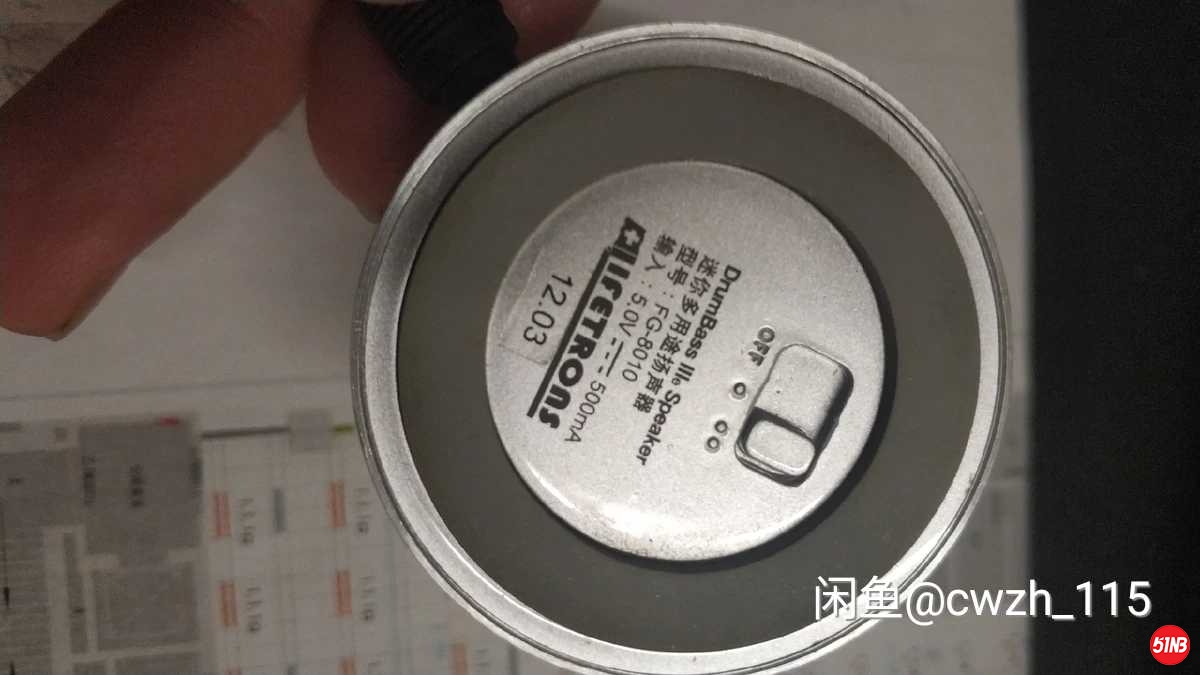 DrumBass IIIe Speaker
迷你多用途扬声器
型号：FG-8010
输入：5.0V⎓500mA
LIFETRONS
12.03
OFF
闲鱼@cwzh_115
51NB